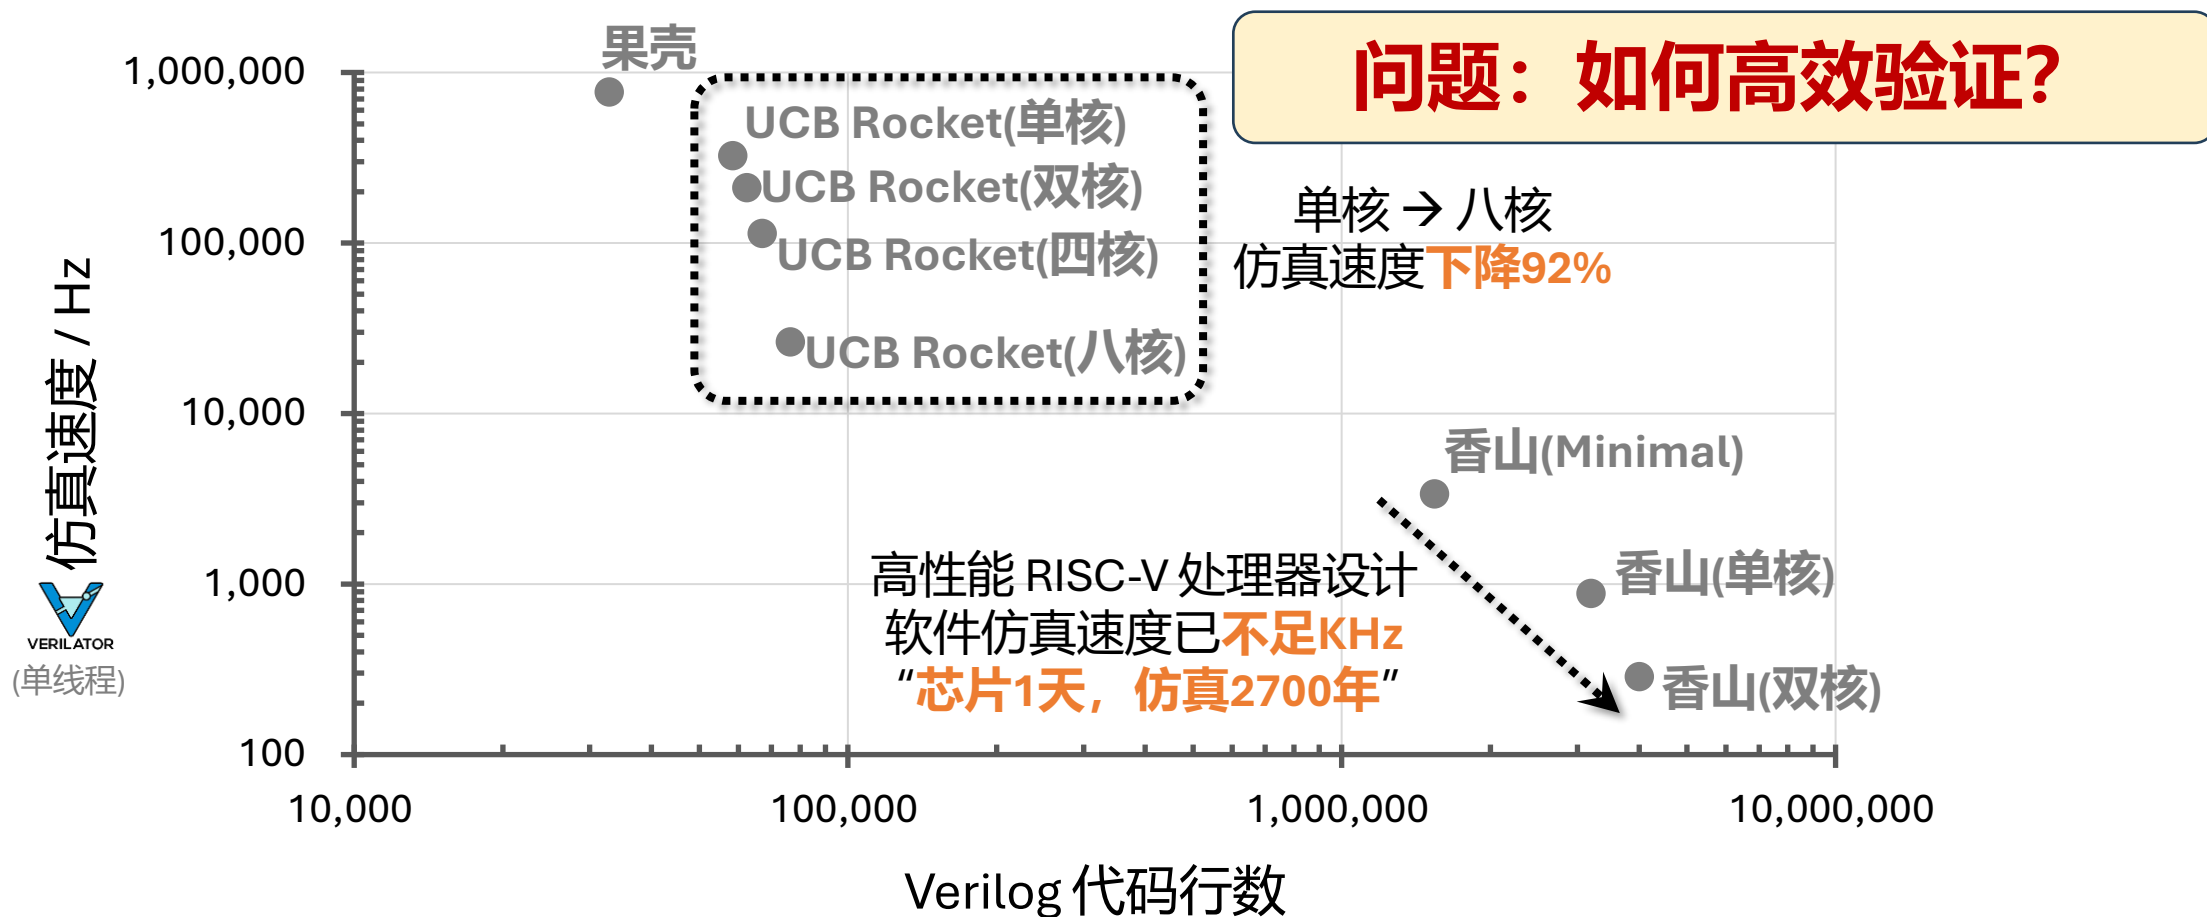 问题：如何高效验证？
果壳
UCB Rocket(单核)
UCB Rocket(双核)
UCB Rocket(四核)
UCB Rocket(八核)
单核 → 八核
仿真速度下降92%
香山(Minimal)
香山(单核)
香山(双核)
高性能 RISC-V 处理器设计
软件仿真速度已不足KHz
“芯片1天，仿真2700年”
仿真速度 / Hz
VERILATOR
(单线程)
1,000,000
100,000
10,000
1,000
100
10,000
100,000
1,000,000
10,000,000
Verilog 代码行数